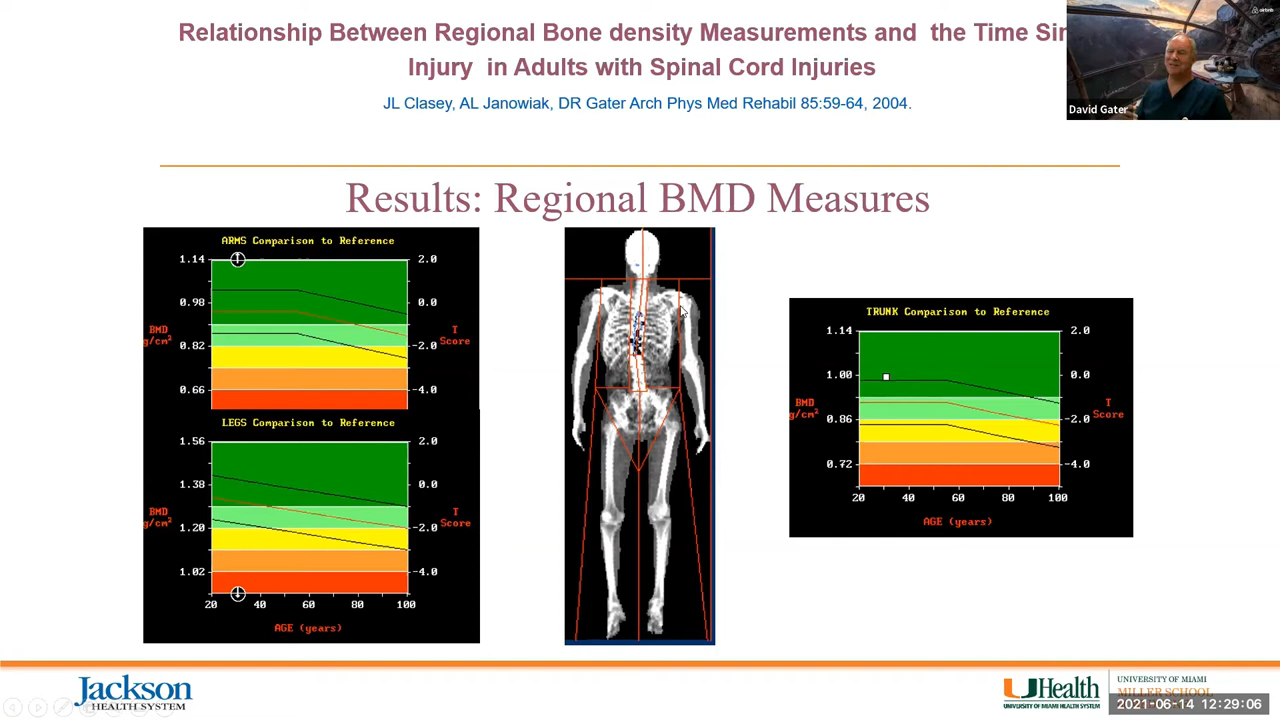 Relationship Between Regional Bone density Measurements and the Time Sin
Injury in Adults with Spinal Cord Injuries
JL Clasey, AL Janowiak, DR Gater Arch Phys Med Rehabil 85:59-64, 2004.
airbnb
David Gater
Results: Regional BMD Measures
ARMS Comparison to Reference
1.14 2.0
0.98 0.0
BMD T
g/cm² Score
0.82 -2.0
0.66 -4.0
LEGS Comparison to Reference
1.56 2.0
1.38 0.0
BMD T
g/cm² Score
1.20 -2.0
1.02 -4.0
20 40 60 80 100
AGE (years)
TRUNK Comparison to Reference
1.14 2.0
1.00 0.0
BMD T
g/cm² Score
0.86 -2.0
0.72 -4.0
20 40 60 80 100
AGE (years)
Jackson
HEALTH SYSTEM
UHealth
UNIVERSITY OF MIAMI HEALTH SYSTEM
UNIVERSITY OF MIAMI
MILLER SCHOOL
2021-06-14 12:29:06